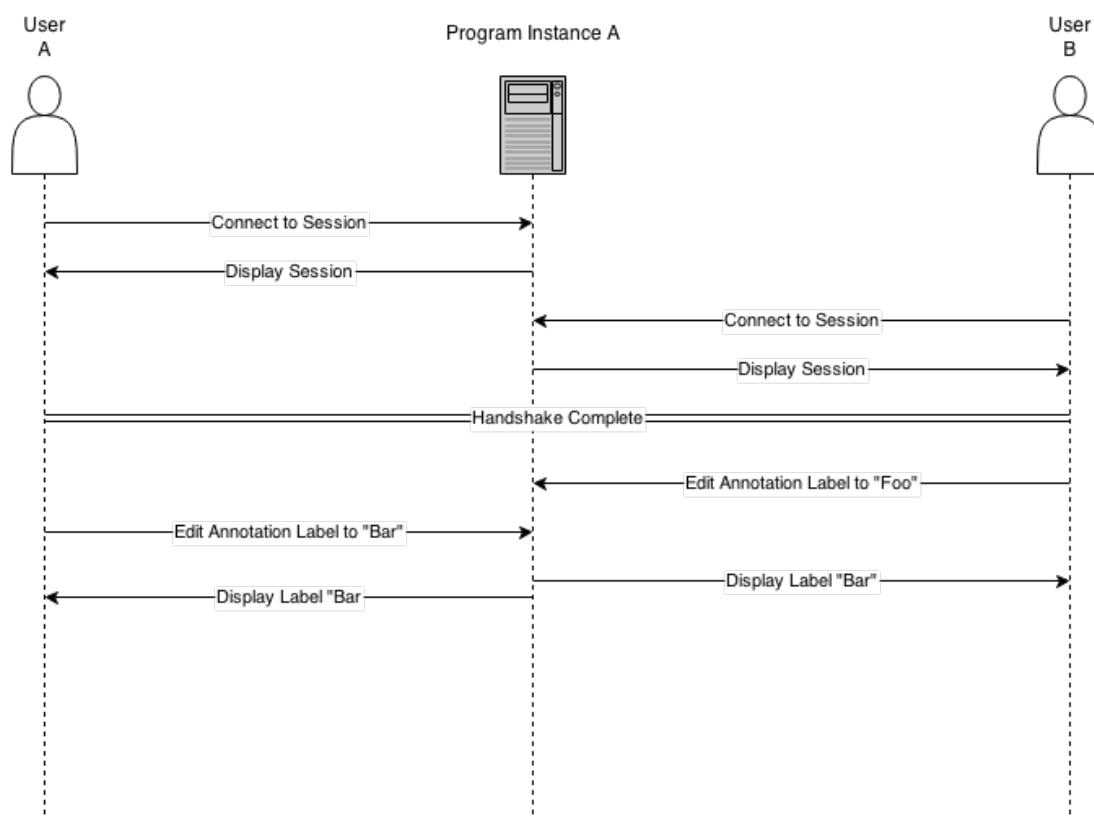 User
A
Program Instance A
User
B
Connect to Session
Display Session
Connect to Session
Display Session
Handshake Complete
Edit Annotation Label to "Foo"
Edit Annotation Label to "Bar"
Display Label "Bar"
Display Label "Bar